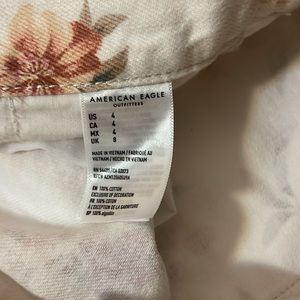 AMERICAN EAGLE
OUTFITTERS
US 4
CA 4
MX 4
UK 8
MADE IN VIETNAM / FABRIQUÉ AU
VIETNAM / HECHO EN VIETNAM
EN 100% COTTON
EXCLUSIVE OF DECORATION
FR 100% COTON
À L'EXCEPTION DE LA GARNITURE
SP 100% algodón